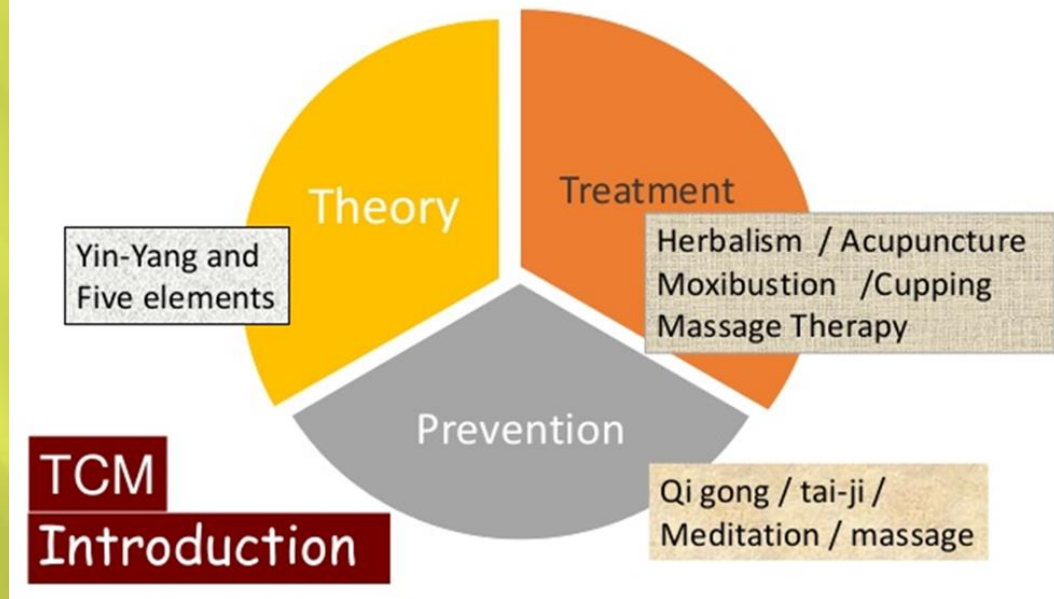 Theory
Treatment
Yin-Yang and
Five elements
Herbalism / Acupuncture
Moxibustion /Cupping
Massage Therapy
Prevention
TCM
Introduction
Qi gong / tai-ji /
Meditation / massage